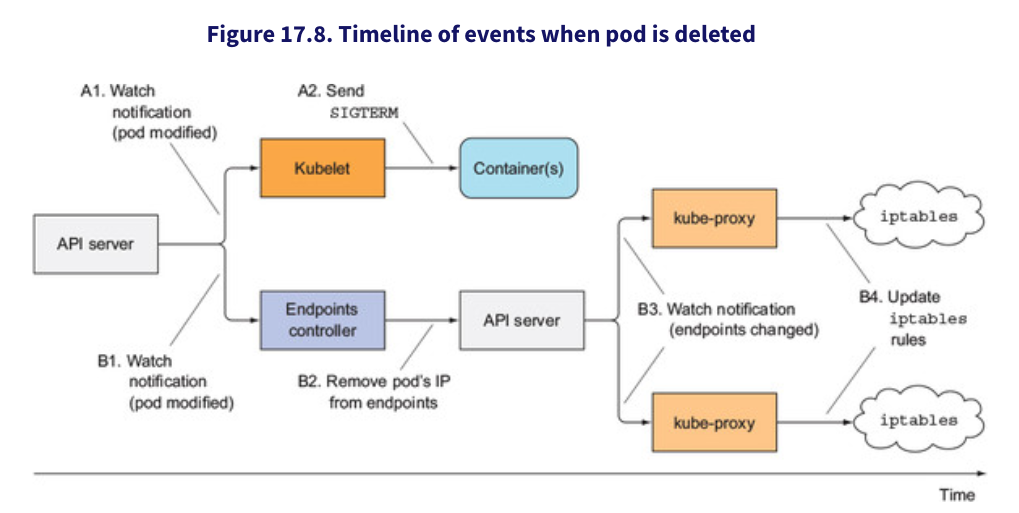 Figure 17.8. Timeline of events when pod is deleted
A1. Watch
notification
(pod modified)
A2. Send
SIGTERM
Kubelet
Container(s)
API server
kube-proxy
iptables
Endpoints
controller
API server
B3. Watch notification
(endpoints changed)
B4. Update
iptables
rules
B1. Watch
notification
(pod modified)
B2. Remove pod's IP
from endpoints
kube-proxy
iptables
Time